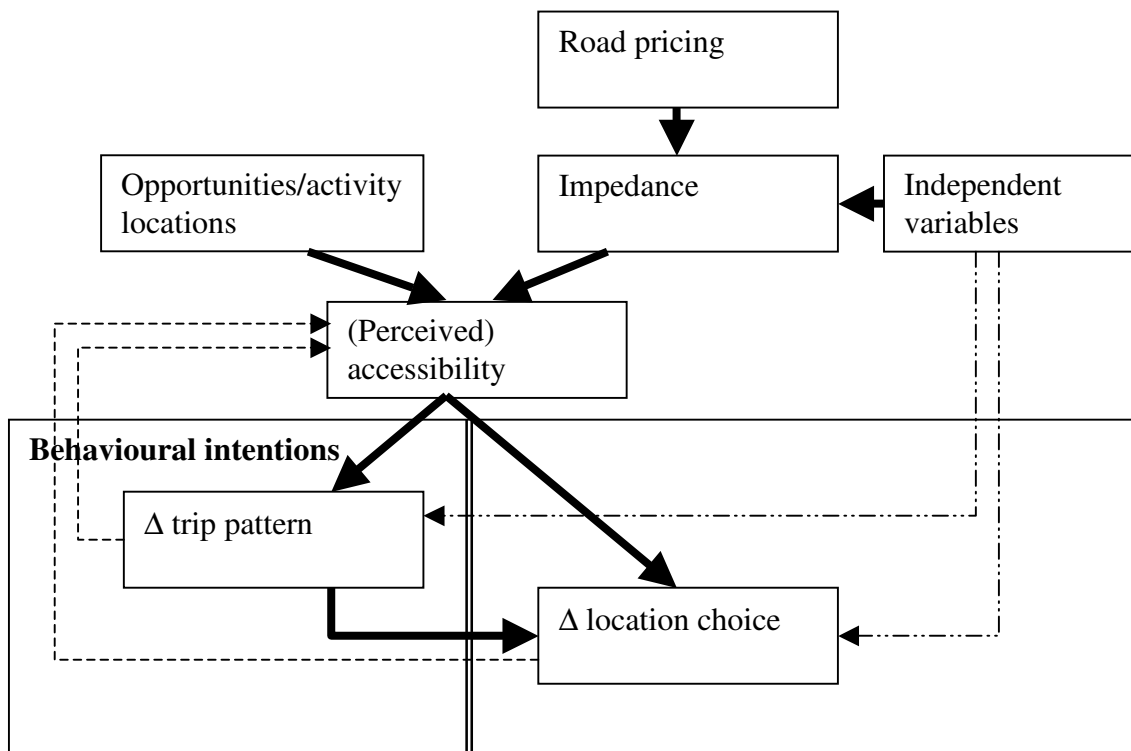 Road pricing
Opportunities/activity
locations
Impedance
Independent
variables
(Perceived)
accessibility
Behavioural intentions
Δ trip pattern
Δ location choice